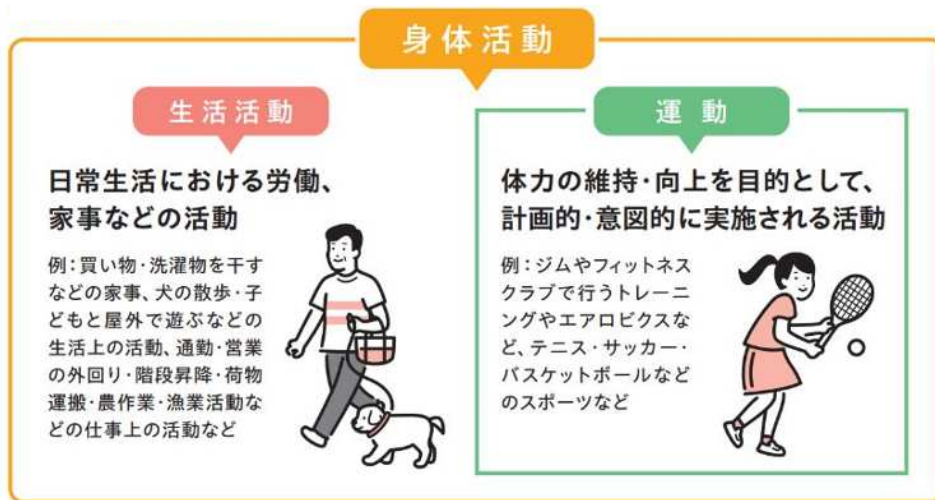 身体活動
生活活動
日常生活における労働、
家事などの活動
例：買い物・洗濯物を干す
などの家事、犬の散歩・子
どもと屋外で遊ぶなどの
生活上の活動、通勤・営業
の外回り・階段昇降・荷物
運搬・農作業・漁業活動な
どの仕事上の活動など
運動
体力の維持・向上を目的として、
計画的・意図的に実施される活動
例：ジムやフィットネス
クラブで行うトレーニ
ングやエアロビクスな
ど、テニス・サッカー・
バスケットボールなど
のスポーツなど